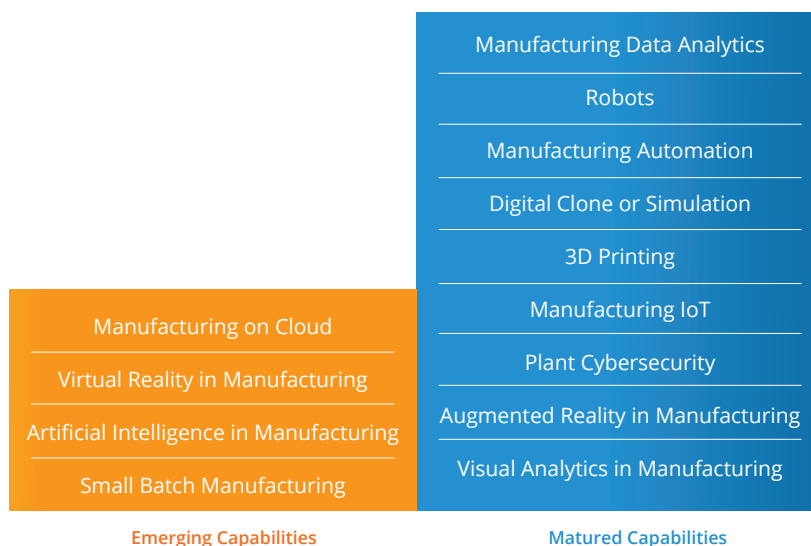 Manufacturing Data Analytics
Robots
Manufacturing Automation
Digital Clone or Simulation
3D Printing
Manufacturing IoT
Plant Cybersecurity
Augmented Reality in Manufacturing
Visual Analytics in Manufacturing
Matured Capabilities
Manufacturing on Cloud
Virtual Reality in Manufacturing
Artificial Intelligence in Manufacturing
Small Batch Manufacturing
Emerging Capabilities